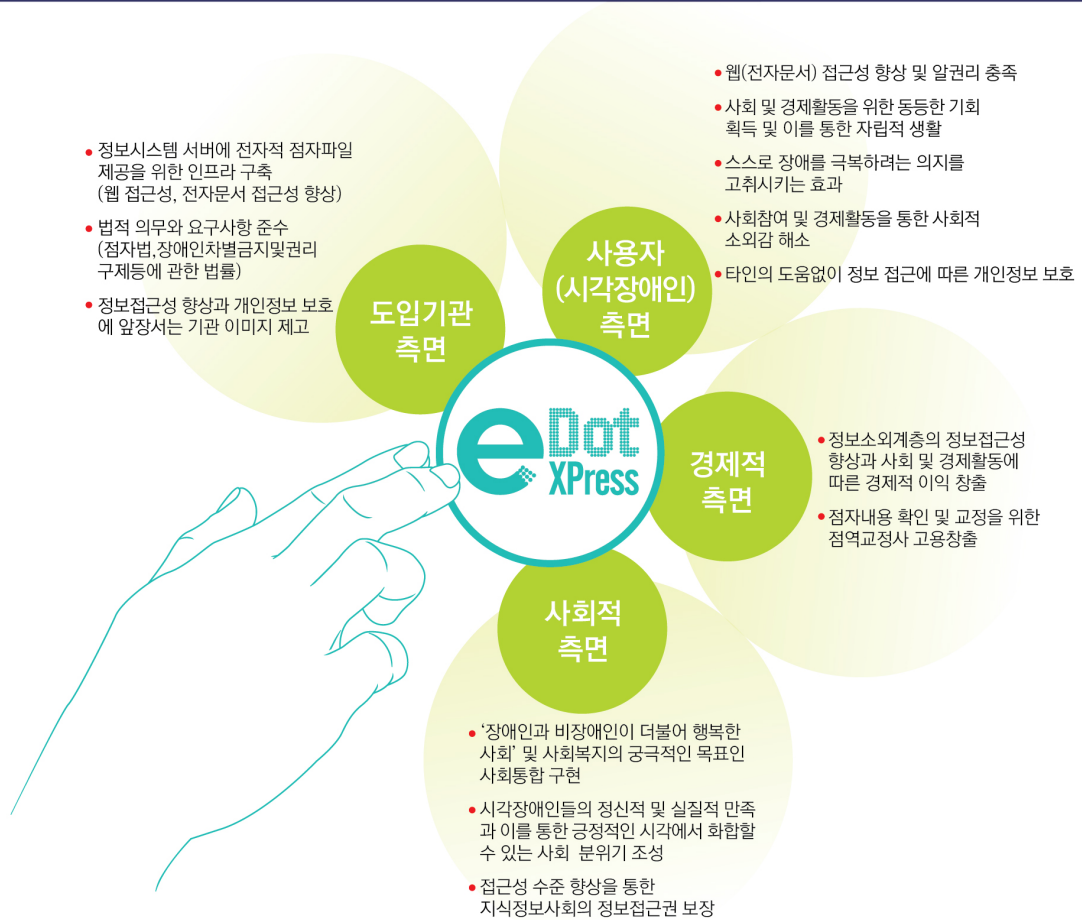 • 정보시스템 서버에 전자적 점자파일
제공을 위한 인프라 구축
(웹 접근성, 전자문서 접근성 향상)
• 법적 의무와 요구사항 준수
(점자법,장애인차별금지및권리
구제등에 관한 법률)
• 정보접근성 향상과 개인정보 보호
에 앞장서는 기관 이미지 제고
도입기관
측면
• 웹(전자문서) 접근성 향상 및 알권리 충족
• 사회 및 경제활동을 위한 동등한 기회
획득 및 이를 통한 자립적 생활
• 스스로 장애를 극복하려는 의지를
고취시키는 효과
• 사회참여 및 경제활동을 통한 사회적
소외감 해소
• 타인의 도움없이 정보 접근에 따른 개인정보 보호
사용자
(시각장애인)
측면
e Dot
XPress
경제적
측면
• 정보소외계층의 정보접근성
향상과 사회 및 경제활동에
따른 경제적 이익 창출
• 점자내용 확인 및 교정을 위한
점역교정사 고용창출
사회적
측면
• ‘장애인과 비장애인이 더불어 행복한
사회’ 및 사회복지의 궁극적인 목표인
사회통합 구현
• 시각장애인들의 정신적 및 실질적 만족
과 이를 통한 긍정적인 시각에서 화합할
수 있는 사회 분위기 조성
• 접근성 수준 향상을 통한
지식정보사회의 정보접근권 보장